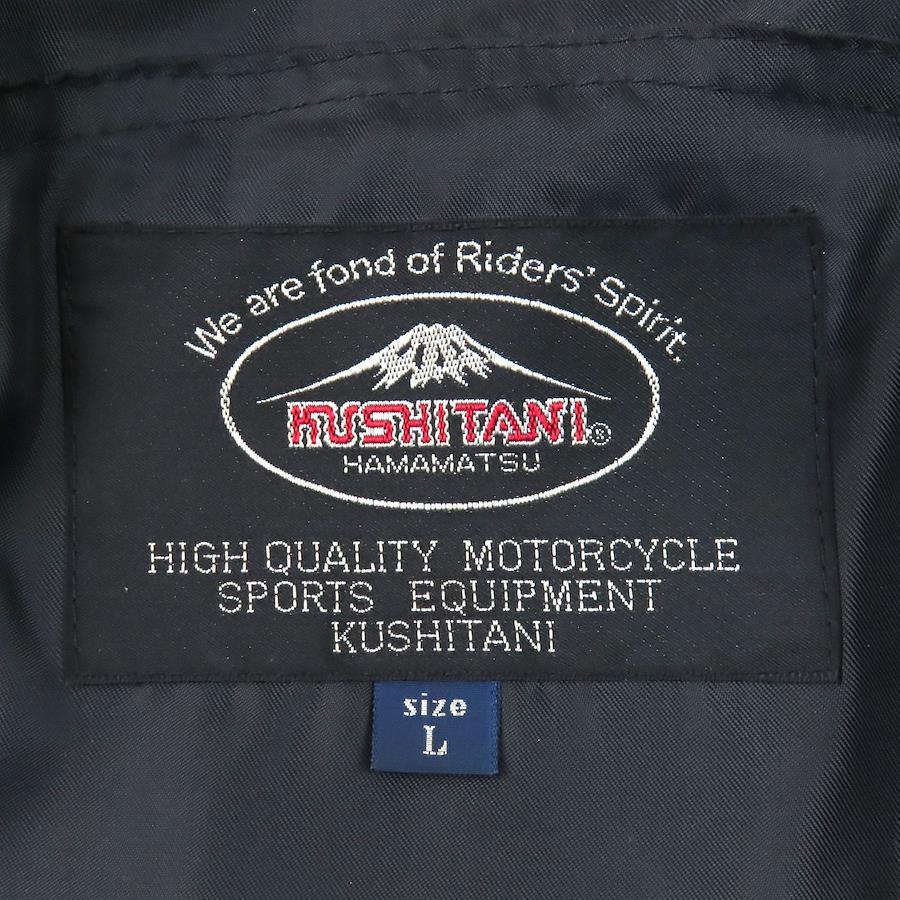 We are fond of Riders' Spirit.
KUSHITANI®
HAMAMATSU
HIGH QUALITY MOTORCYCLE
SPORTS EQUIPMENT
KUSHITANI
size
L